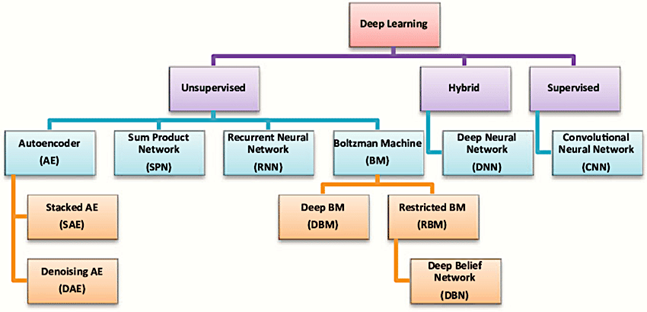 Deep Learning
Unsupervised
Hybrid
Supervised
Autoencoder
(AE)
Sum Product
Network
(SPN)
Recurrent Neural
Network
(RNN)
Boltzman Machine
(BM)
Deep Neural
Network
(DNN)
Convolutional
Neural Network
(CNN)
Stacked AE
(SAE)
Deep BM
(DBM)
Restricted BM
(RBM)
Denoising AE
(DAE)
Deep Belief
Network
(DBN)